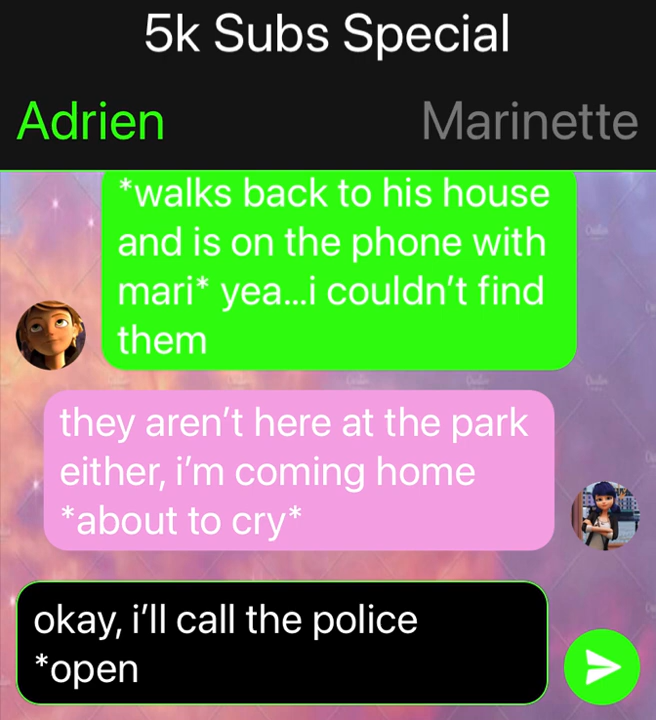 5k Subs Special
Adrien
Marinette
*walks back to his house
and is on the phone with
mari* yea...i couldn't find
them
they aren't here at the park
either, i'm coming home
*about to cry*
okay, i'll call the police
*open